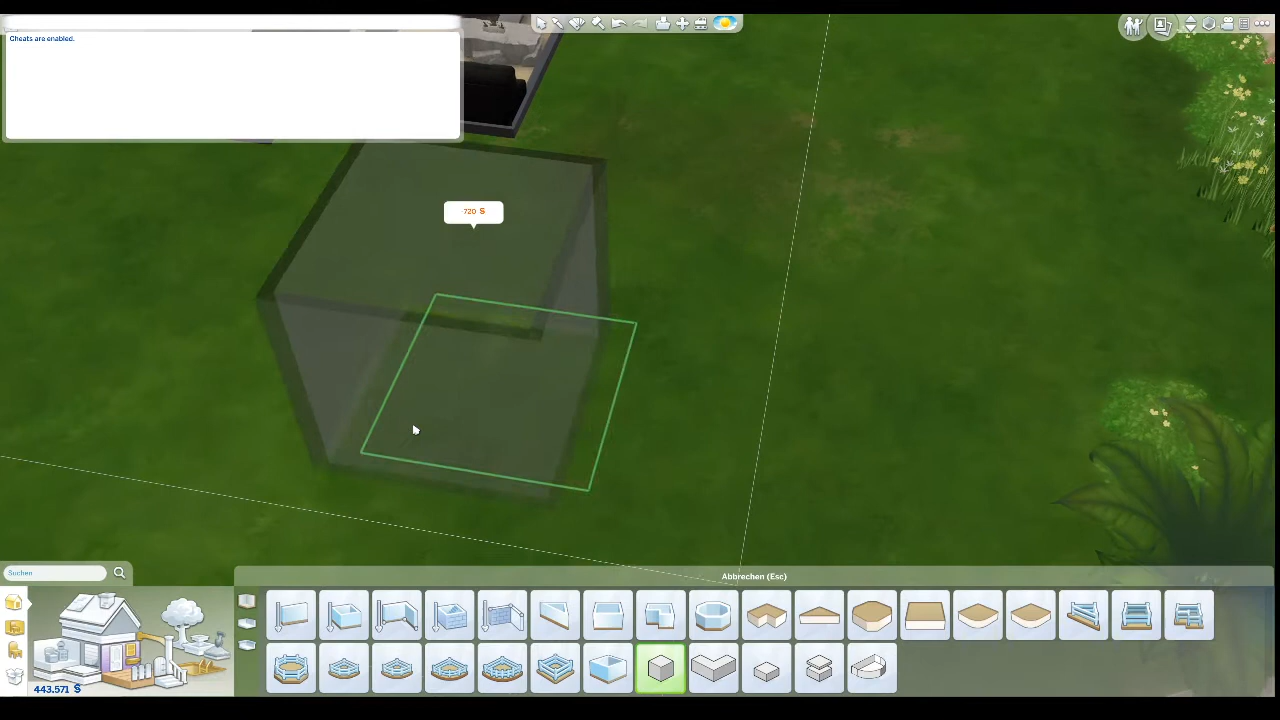 Cheats are enabled.
720 $
Suchen
Abbrechen (Esc)
443.571 $